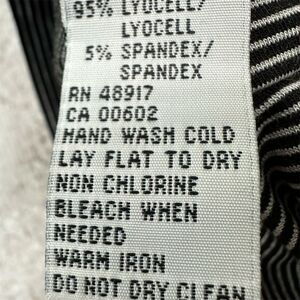 95% LYOCELL/
LYOCELL
5% SPANDEX/
SPANDEX
RN 48917
CA 00602
HAND WASH COLD
LAY FLAT TO DRY
NON CHLORINE
BLEACH WHEN
NEEDED
WARM IRON
DO NOT DRY CLEAN